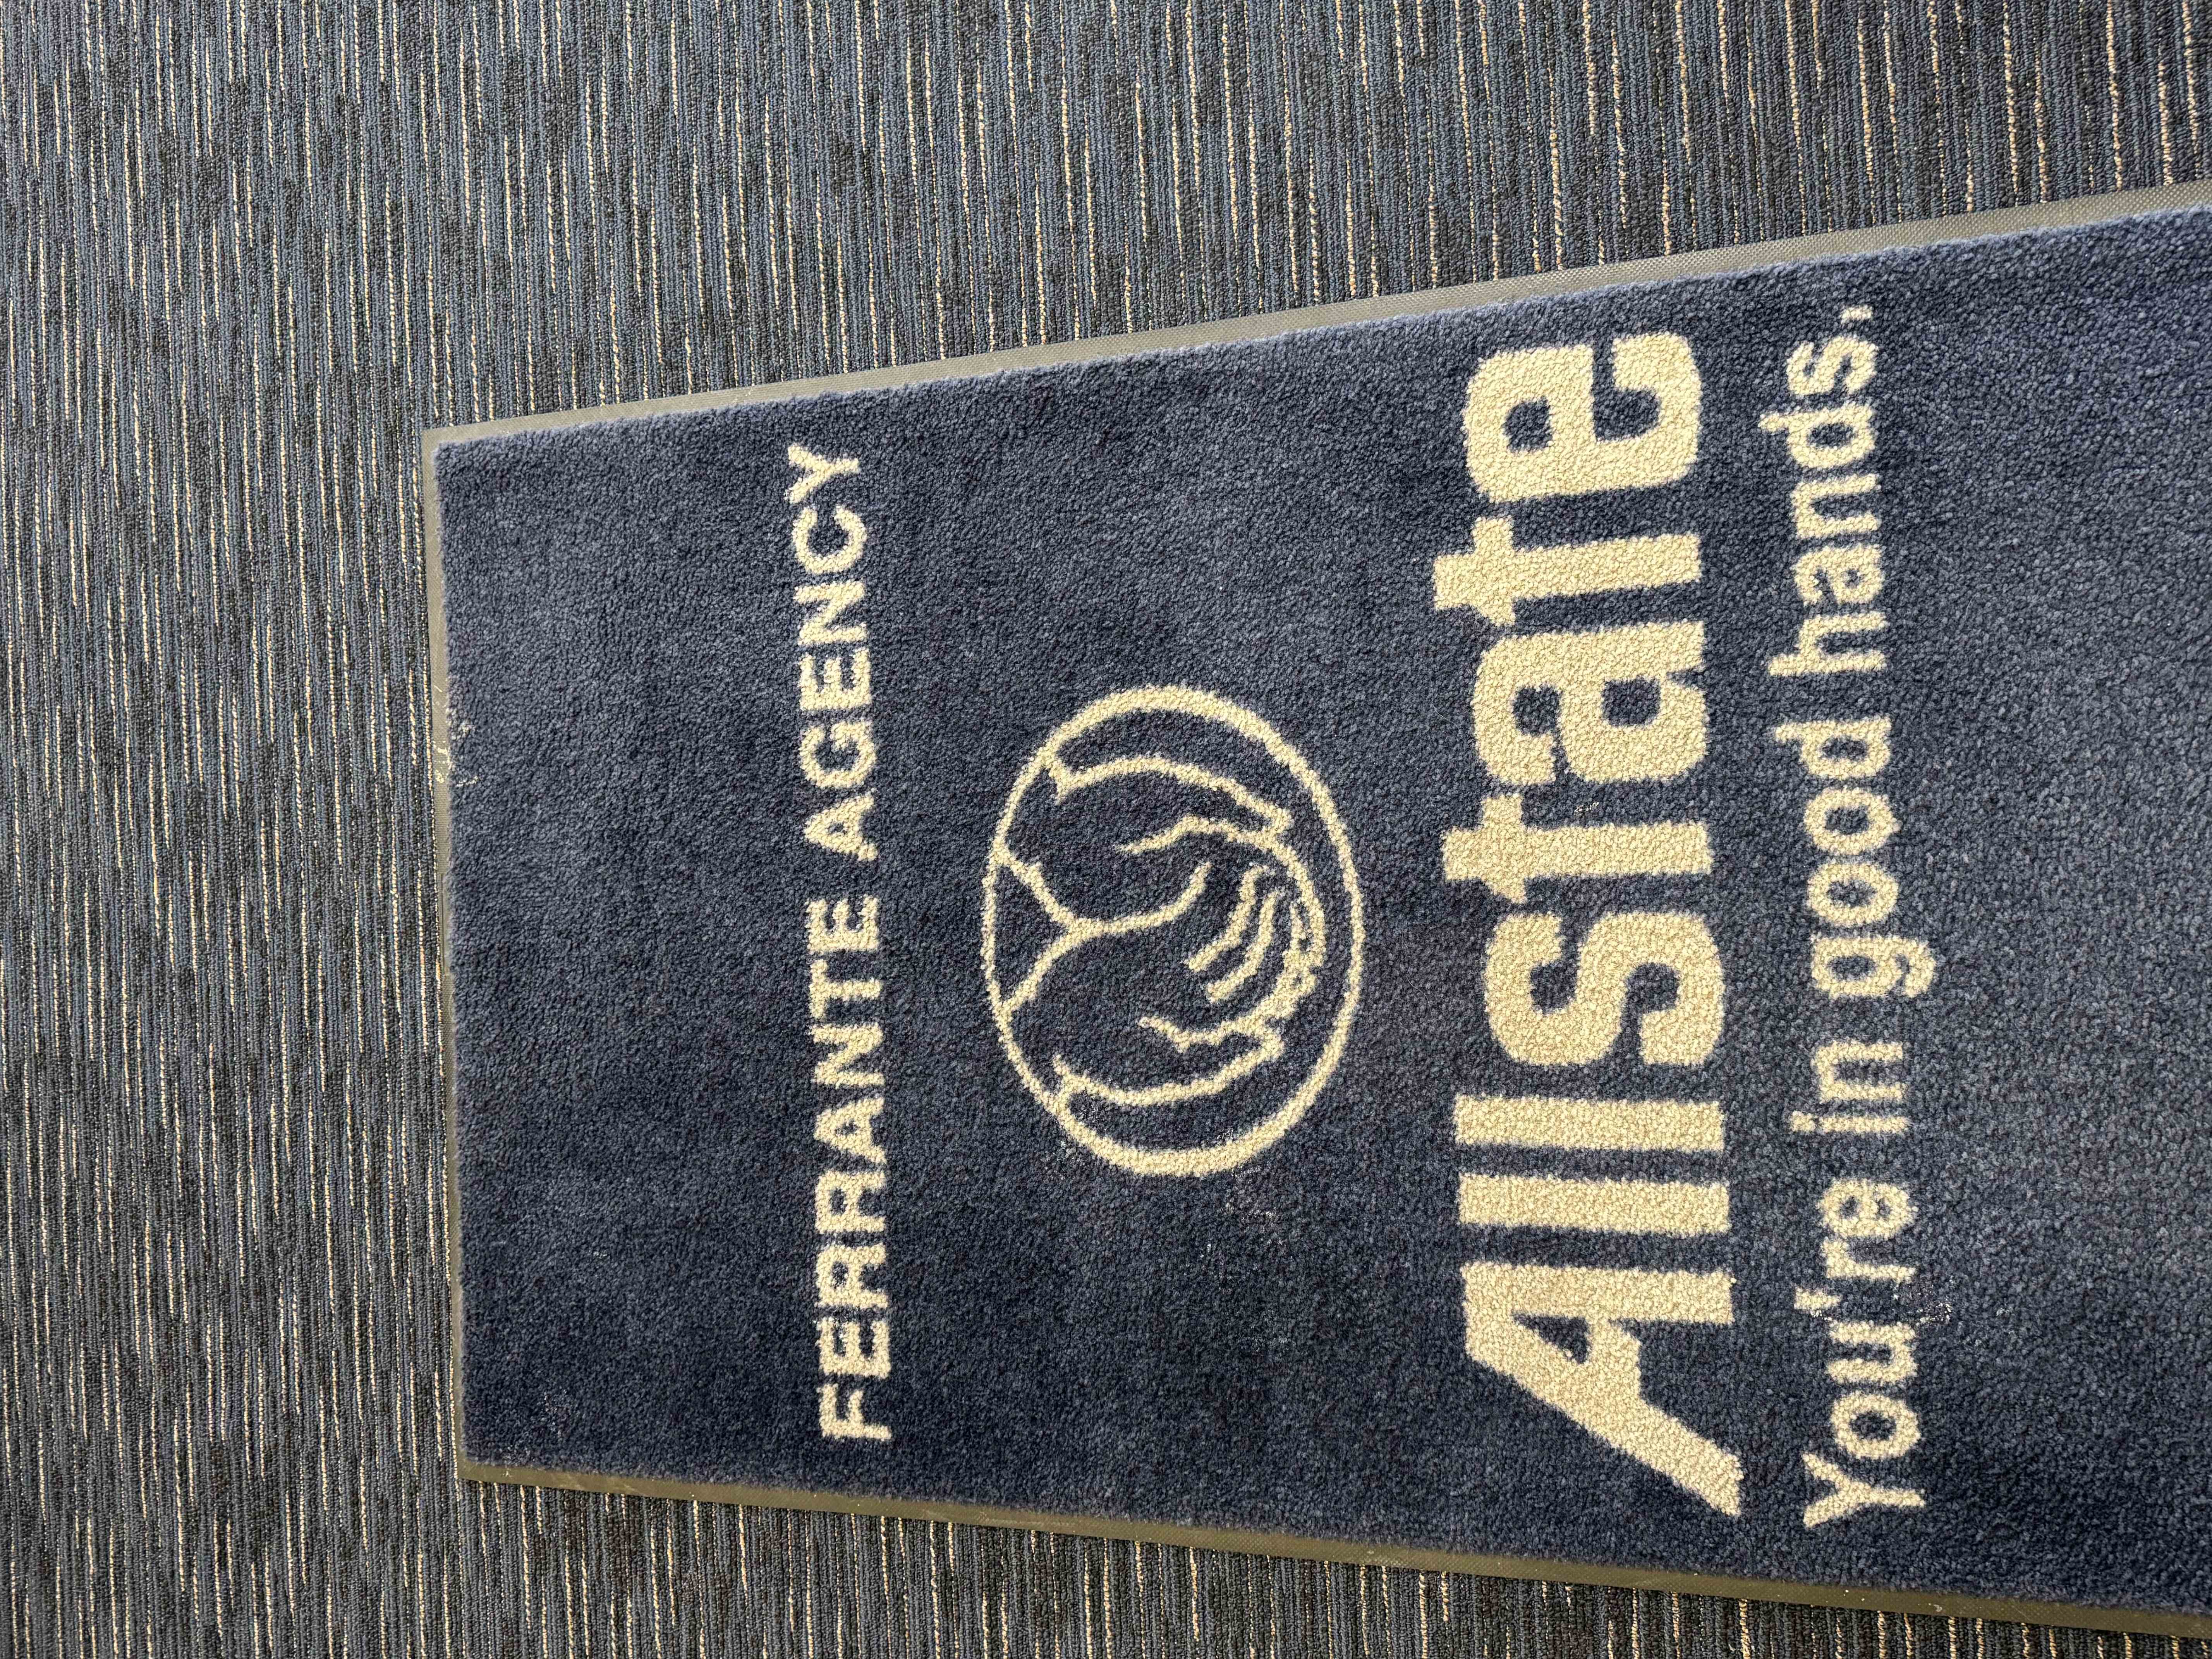 FERRANTE AGENCY
Allstate
You're in good hands.